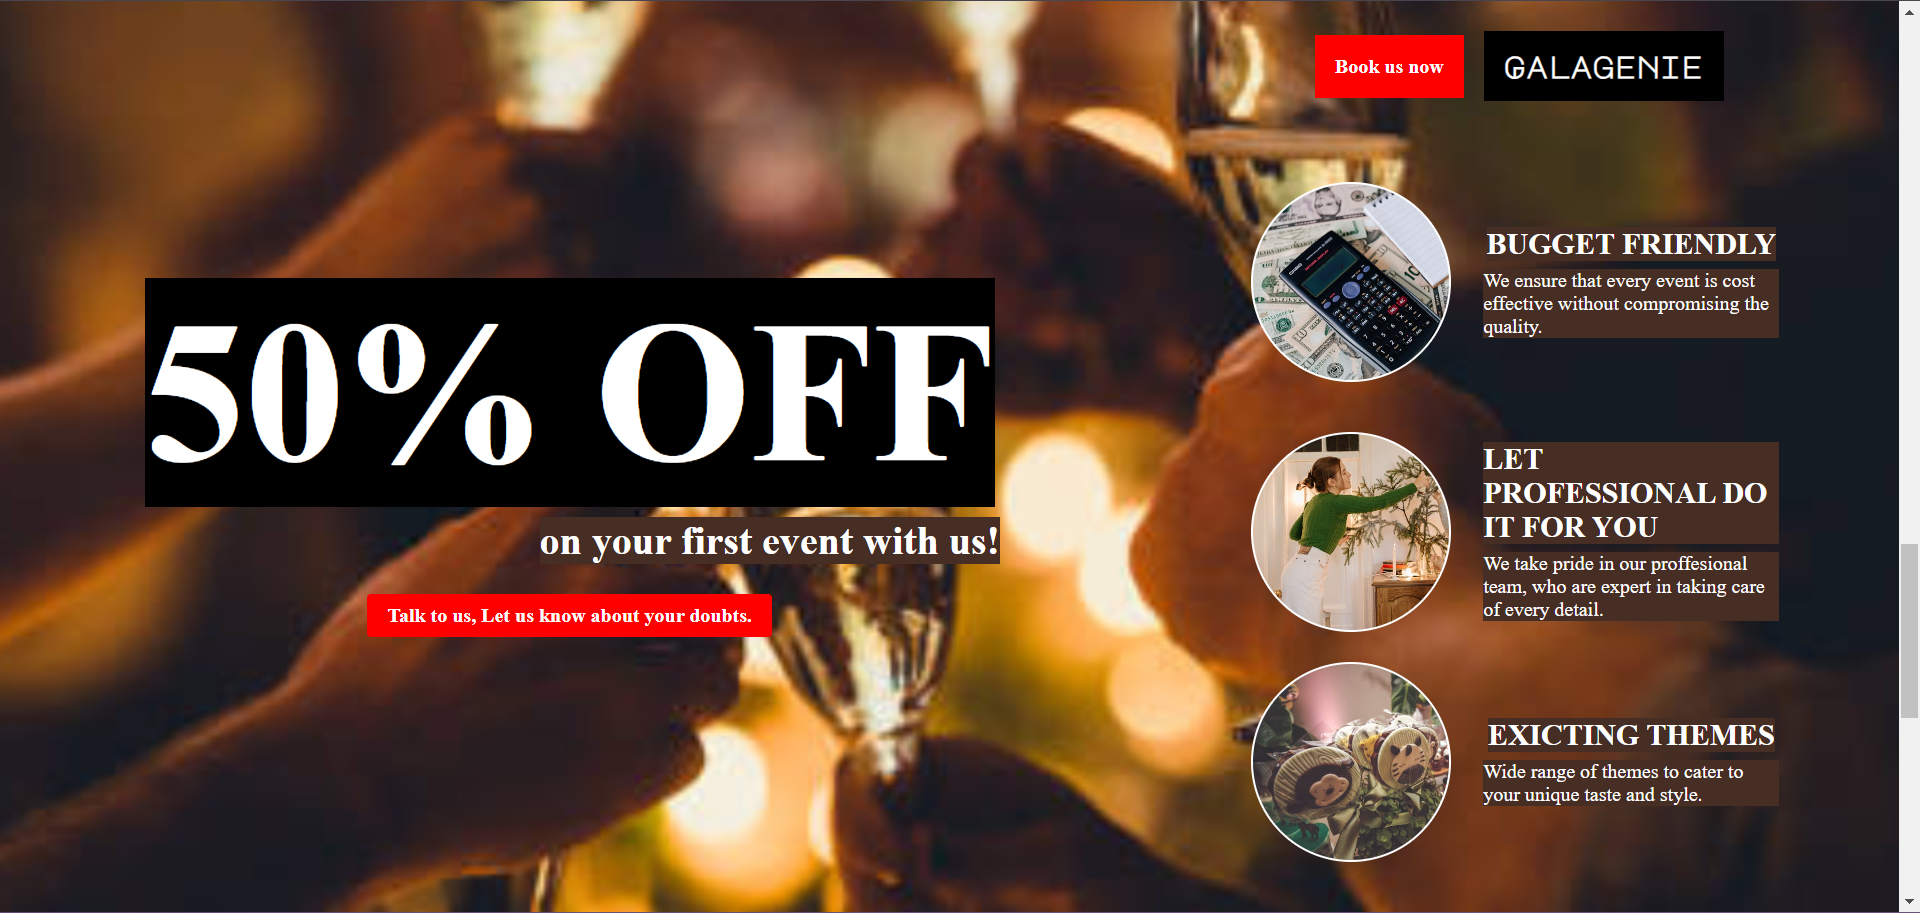 Book us now
GALAGENIE
50% OFF
on your first event with us!
Talk to us, Let us know about your doubts.
BUGGET FRIENDLY
We ensure that every event is cost
effective without compromising the
quality.
LET
PROFESSIONAL DO
IT FOR YOU
We take pride in our proffesional
team, who are expert in taking care
of every detail.
EXICTING THEMES
Wide range of themes to cater to
your unique taste and style.